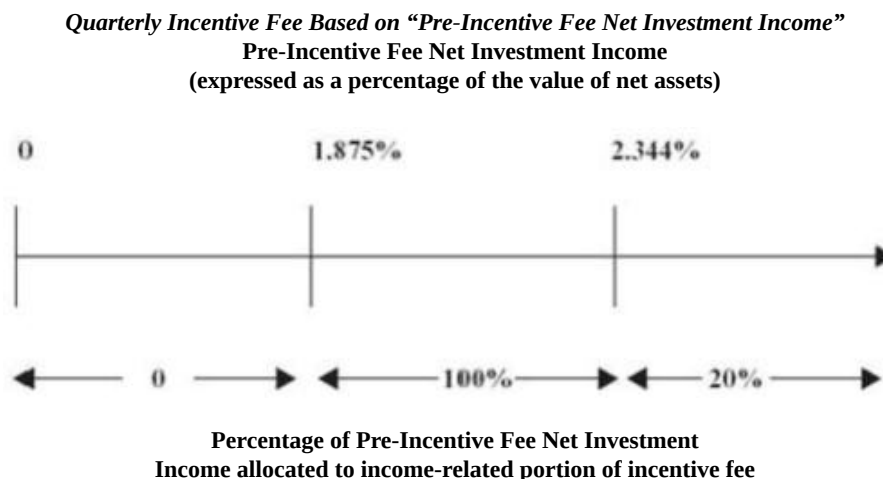 Quarterly Incentive Fee Based on “Pre-Incentive Fee Net Investment Income”
Pre-Incentive Fee Net Investment Income
(expressed as a percentage of the value of net assets)
0 1.875% 2.344%
0 100% 20%
Percentage of Pre-Incentive Fee Net Investment
Income allocated to income-related portion of incentive fee